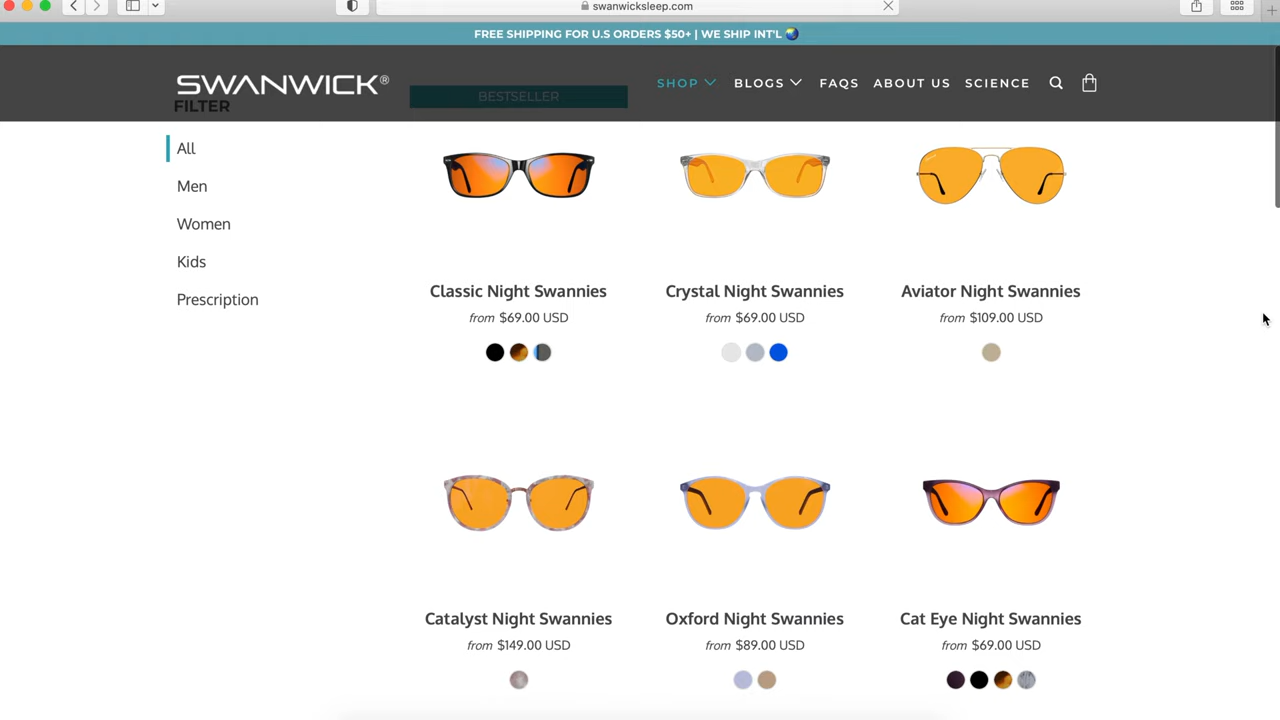 swanwicksleep.com
FREE SHIPPING FOR U.S ORDERS $50+ | WE SHIP INT'L
SWANWICK®
SHOP
BLOGS
FAQS
ABOUT US
SCIENCE
FILTER
BESTSELLER
All
Men
Women
Kids
Prescription
Classic Night Swannies
from $69.00 USD
Crystal Night Swannies
from $69.00 USD
Aviator Night Swannies
from $109.00 USD
Catalyst Night Swannies
from $149.00 USD
Oxford Night Swannies
from $89.00 USD
Cat Eye Night Swannies
from $69.00 USD